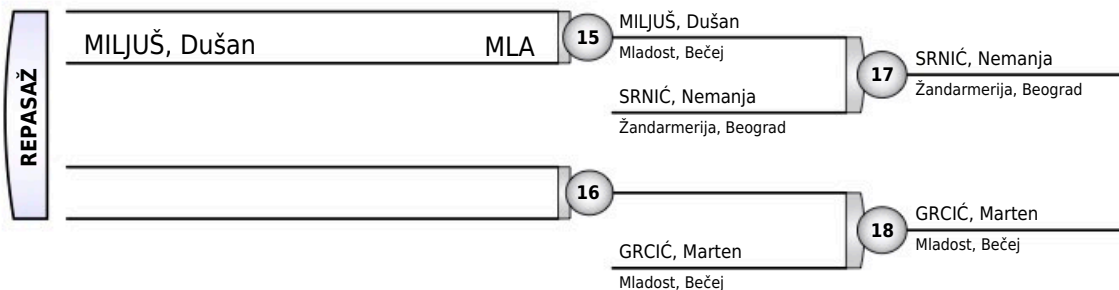 REPASAŽ
MILJUŠ, Dušan MLA
15
MILJUŠ, Dušan
Mladost, Bečej
SRNIĆ, Nemanja
Žandarmerija, Beograd
17
SRNIĆ, Nemanja
Žandarmerija, Beograd
16
GRCIĆ, Marten
Mladost, Bečej
18
GRCIĆ, Marten
Mladost, Bečej